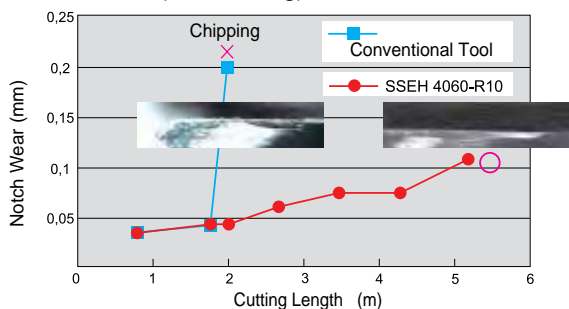 0,25
Chipping
×
Conventional Tool
0,2
SSEH 4060-R10
0,15
0,1
0,05
Notch Wear (mm)
0 1 2 3 4 5 6
Cutting Length (m)